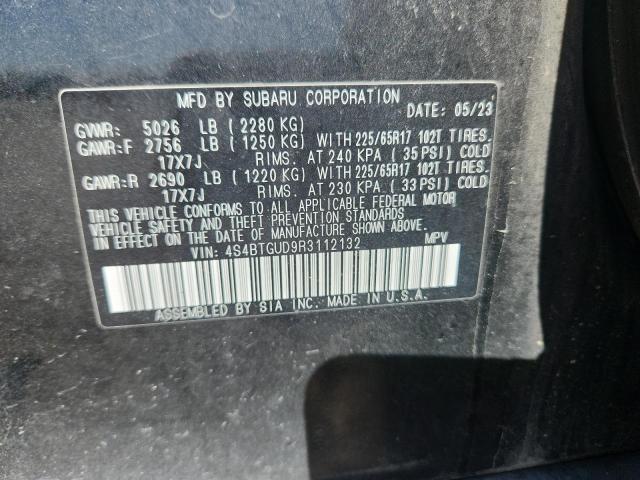 MFD BY SUBARU CORPORATION DATE: 05/23
GVWR: 5026 LB ( 2280 KG)
GAWR:F 2756 LB ( 1250 KG) WITH 225/65R17 102T TIRES,
17X7J RIMS, AT 240 KPA ( 35 PSI) COLD
GAWR:R 2690 LB ( 1220 KG) WITH 225/65R17 102T TIRES,
17X7J RIMS, AT 230 KPA ( 33 PSI) COLD
THIS VEHICLE CONFORMS TO ALL APPLICABLE FEDERAL MOTOR
VEHICLE SAFETY AND THEFT PREVENTION STANDARDS
IN EFFECT ON THE DATE OF MANUFACTURE SHOWN ABOVE.
VIN: 4S4BTGUD9R3112132 MPV
ASSEMBLED BY SIA INC. MADE IN U.S.A.